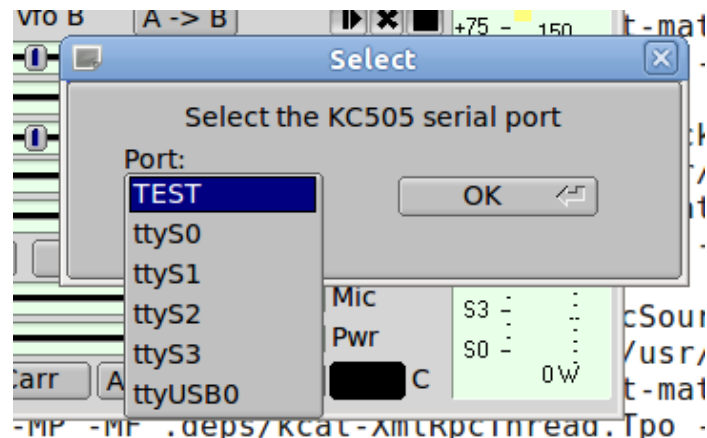 vfo B
A -> B
+75 - 150
t-mat
Select
Select the KC505 serial port
Port:
TEST
OK
ttyS0
ttyS1
ttyS2
ttyS3
ttyUSB0
Mic
Pwr
C
S3
S0
0W
cSour
/usr/
t-mat
Carr
A
-MP -MF .deps/kcat-XmlRpcThread.Tpo -